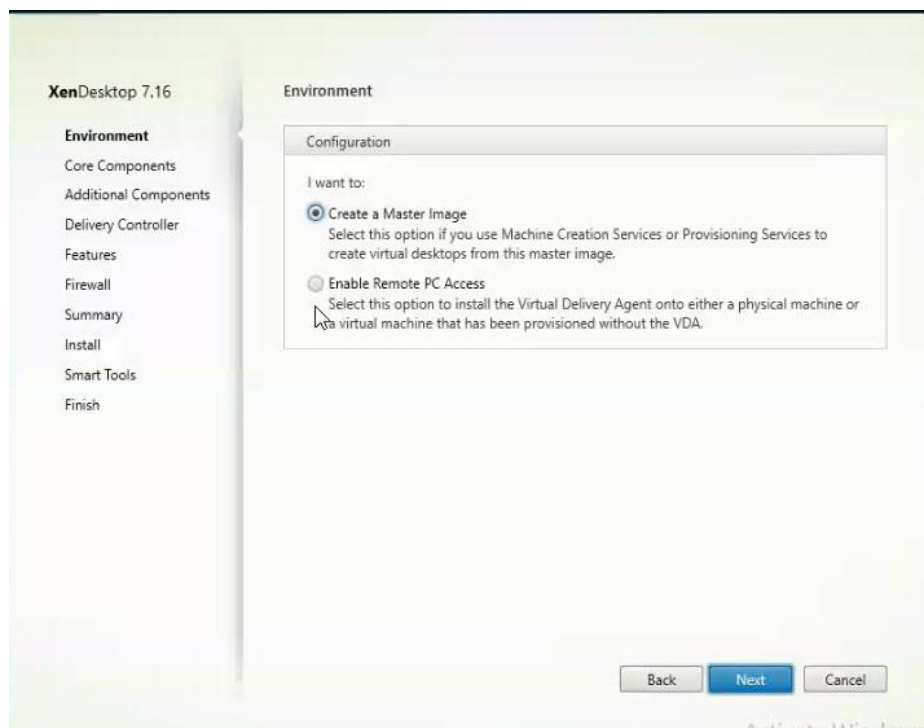 XenDesktop 7.16
Environment
Core Components
Additional Components
Delivery Controller
Features
Firewall
Summary
Install
Smart Tools
Finish
Environment
Configuration
I want to:
Create a Master Image
Select this option if you use Machine Creation Services or Provisioning Services to
create virtual desktops from this master image.
Enable Remote PC Access
Select this option to install the Virtual Delivery Agent onto either a physical machine or
a virtual machine that has been provisioned without the VDA.
Back
Next
Cancel